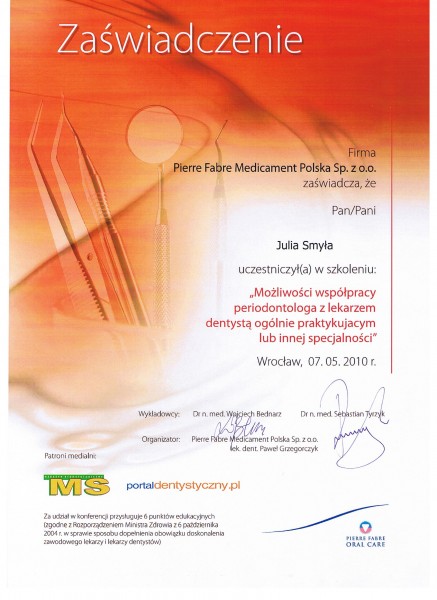 Zaświadczenie
Firma
Pierre Fabre Medicament Polska Sp. z o.o.
zaświadcza, że
Pan/Pani
Julia Smyła
uczestniczył(a) w szkoleniu:
„Możliwości współpracy
periodontologa z lekarzem
dentystą ogólnie praktykujacym
lub innej specjalności"
Wrocław, 07. 05. 2010 r.
Wykładowcy: Dr n. med. Wojciech Bednarz Dr n. med. Sebastian Tyrzyk
Organizator: Pierre Fabre Medicament Polska Sp. z o.o.
lek. dent. Paweł Grzegorczyk
Patroni medialni:
MS
portaldentystyczny.pl
Za udział w konferencji przysługuje 6 punktów edukacyjnych
(zgodne z Rozporządzeniem Ministra Zdrowia z 6 października
2004 r. w sprawie sposobu dopełnienia obowiązku doskonalenia
zawodowego lekarzy i lekarzy dentystów)
PIERRE FABRE
ORAL CARE